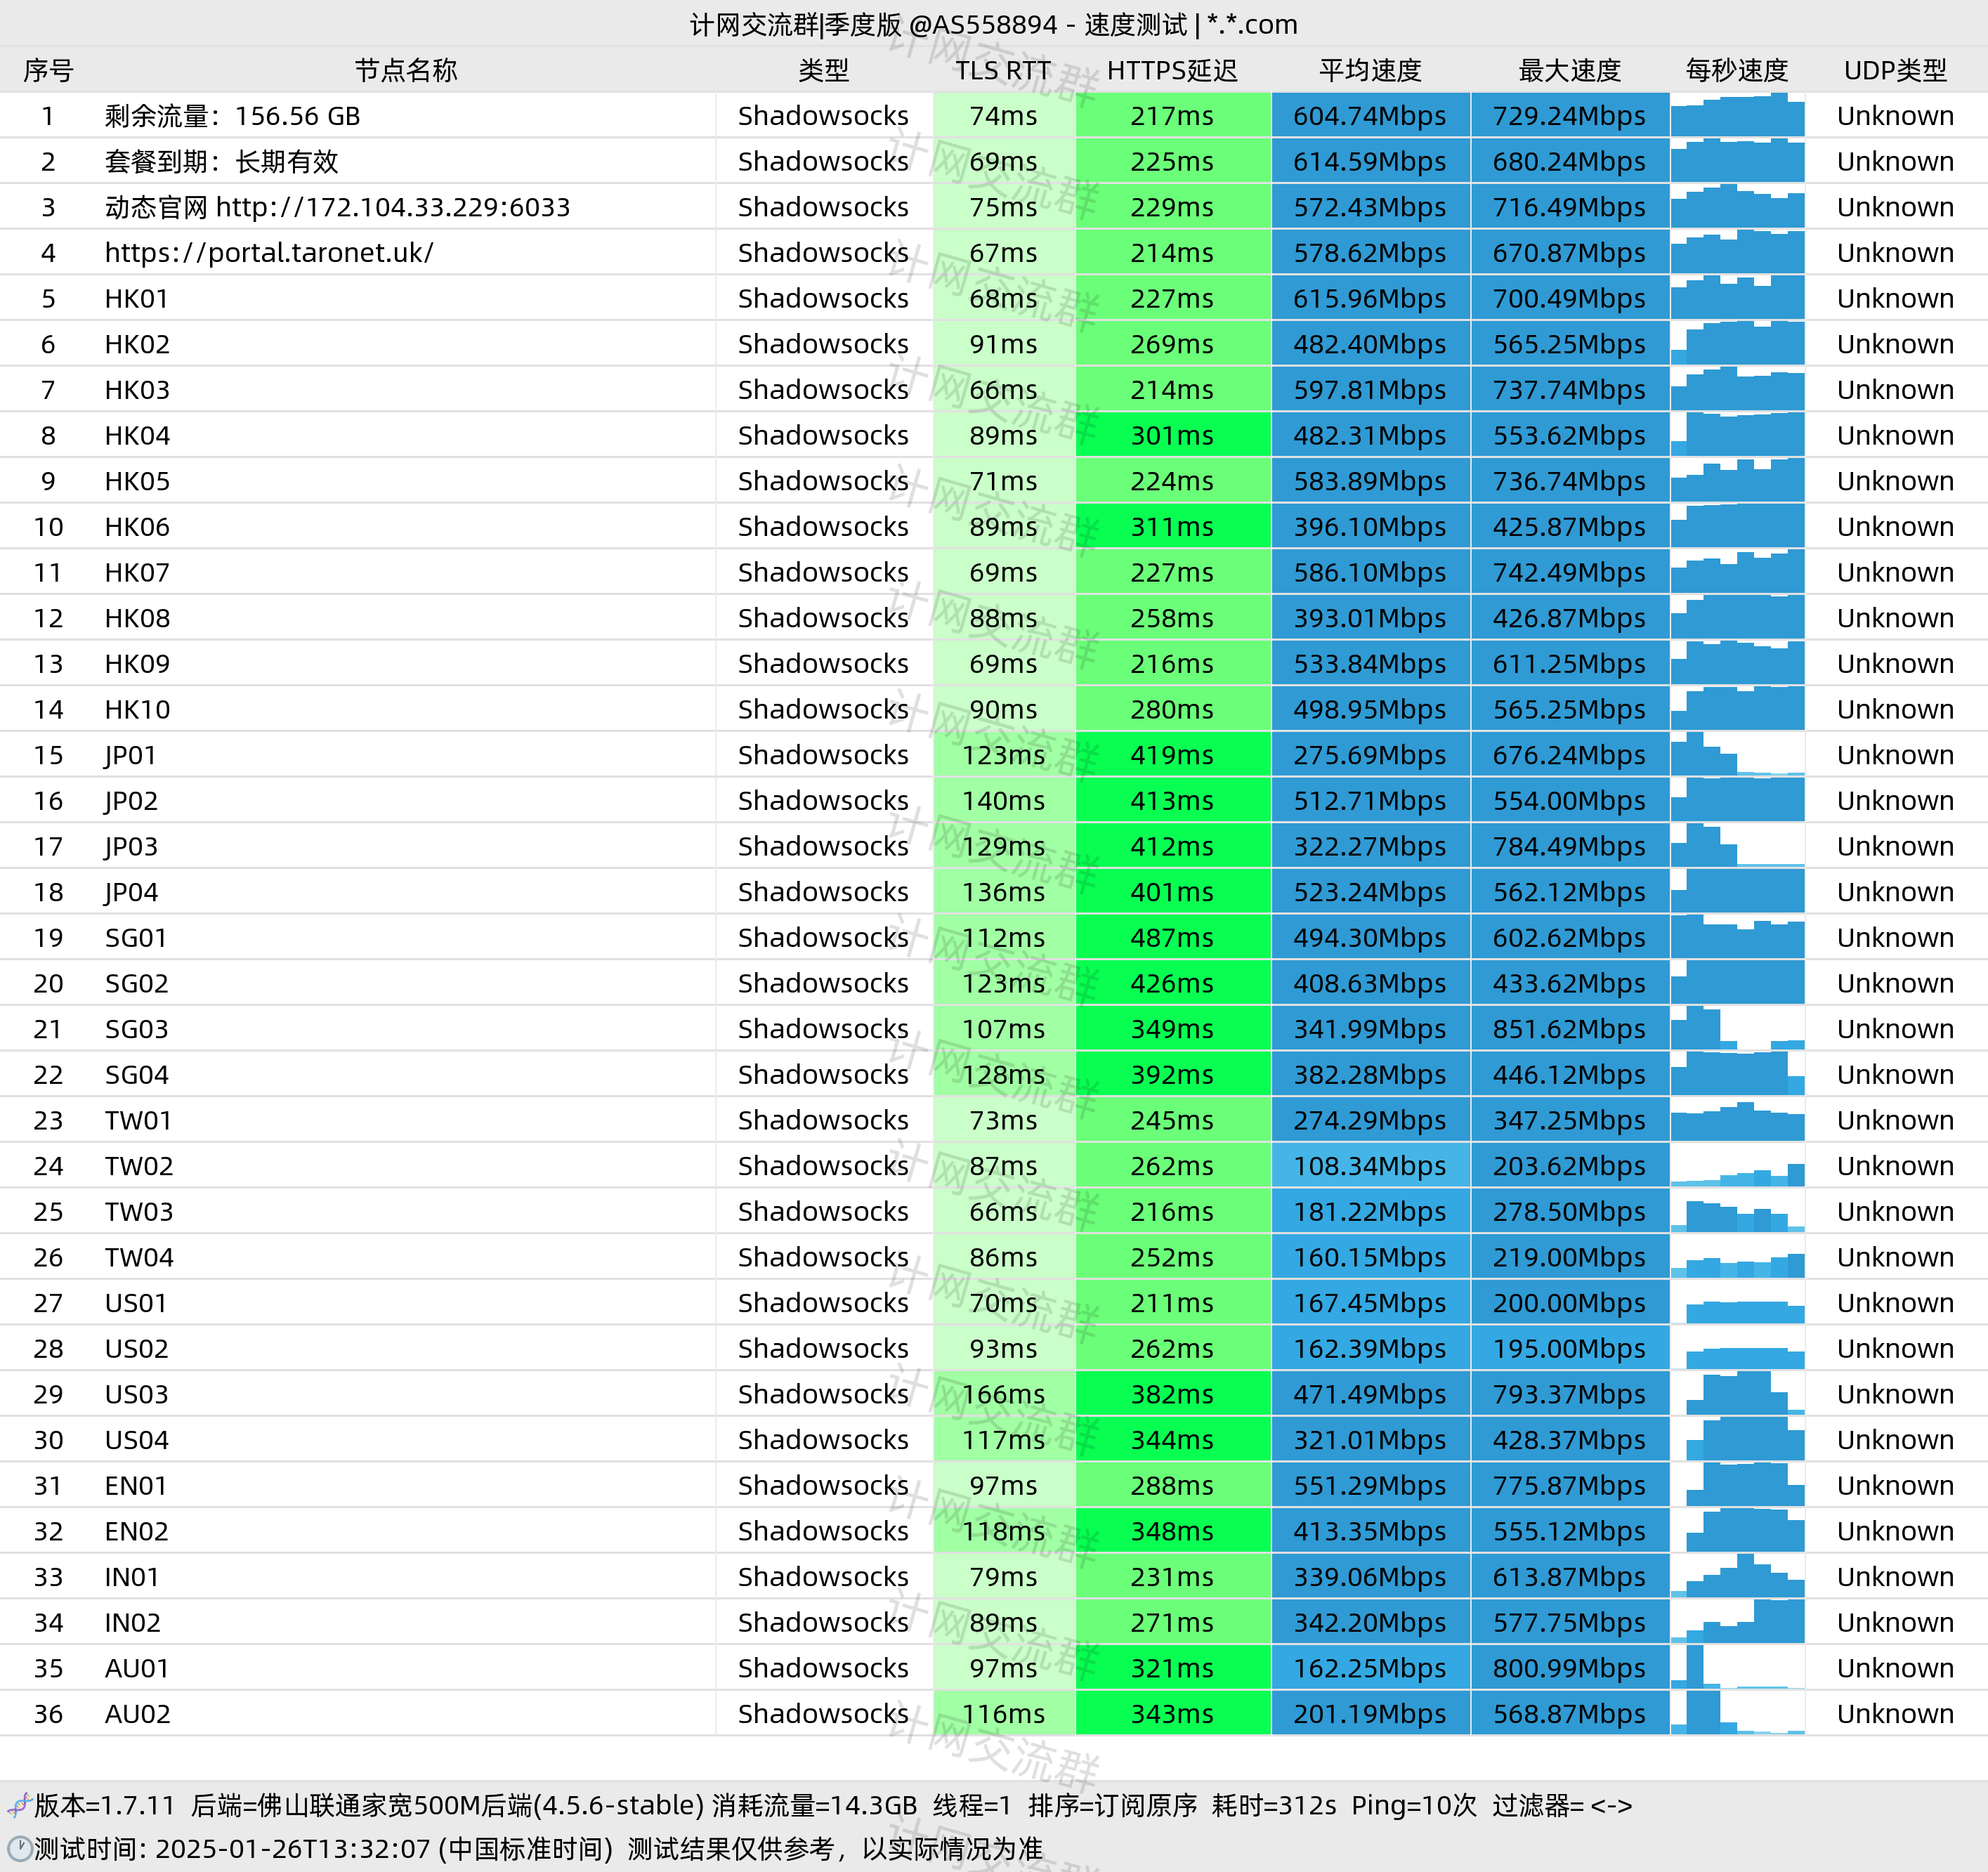 计网交流群|季度版 @AS558894 - 速度测试 | *.*.com
序号 节点名称 类型 TLS RTT HTTPS延迟 平均速度 最大速度 每秒速度 UDP类型
1 剩余流量：156.56 GB Shadowsocks 74ms 217ms 604.74Mbps 729.24Mbps Unknown
2 套餐到期：长期有效 Shadowsocks 69ms 225ms 614.59Mbps 680.24Mbps Unknown
3 动态官网 http://172.104.33.229:6033 Shadowsocks 75ms 229ms 572.43Mbps 716.49Mbps Unknown
4 https://portal.taronet.uk/ Shadowsocks 67ms 214ms 578.62Mbps 670.87Mbps Unknown
5 HK01 Shadowsocks 68ms 227ms 615.96Mbps 700.49Mbps Unknown
6 HK02 Shadowsocks 91ms 269ms 482.40Mbps 565.25Mbps Unknown
7 HK03 Shadowsocks 66ms 214ms 597.81Mbps 737.74Mbps Unknown
8 HK04 Shadowsocks 89ms 301ms 482.31Mbps 553.62Mbps Unknown
9 HK05 Shadowsocks 71ms 224ms 583.89Mbps 736.74Mbps Unknown
10 HK06 Shadowsocks 89ms 311ms 396.10Mbps 425.87Mbps Unknown
11 HK07 Shadowsocks 69ms 227ms 586.10Mbps 742.49Mbps Unknown
12 HK08 Shadowsocks 88ms 258ms 393.01Mbps 426.87Mbps Unknown
13 HK09 Shadowsocks 69ms 216ms 533.84Mbps 611.25Mbps Unknown
14 HK10 Shadowsocks 90ms 280ms 498.95Mbps 565.25Mbps Unknown
15 JP01 Shadowsocks 123ms 419ms 275.69Mbps 676.24Mbps Unknown
16 JP02 Shadowsocks 140ms 413ms 512.71Mbps 554.00Mbps Unknown
17 JP03 Shadowsocks 129ms 412ms 322.27Mbps 784.49Mbps Unknown
18 JP04 Shadowsocks 136ms 401ms 523.24Mbps 562.12Mbps Unknown
19 SG01 Shadowsocks 112ms 487ms 494.30Mbps 602.62Mbps Unknown
20 SG02 Shadowsocks 123ms 426ms 408.63Mbps 433.62Mbps Unknown
21 SG03 Shadowsocks 107ms 349ms 341.99Mbps 851.62Mbps Unknown
22 SG04 Shadowsocks 128ms 392ms 382.28Mbps 446.12Mbps Unknown
23 TW01 Shadowsocks 73ms 245ms 274.29Mbps 347.25Mbps Unknown
24 TW02 Shadowsocks 87ms 262ms 108.34Mbps 203.62Mbps Unknown
25 TW03 Shadowsocks 66ms 216ms 181.22Mbps 278.50Mbps Unknown
26 TW04 Shadowsocks 86ms 252ms 160.15Mbps 219.00Mbps Unknown
27 US01 Shadowsocks 70ms 211ms 167.45Mbps 200.00Mbps Unknown
28 US02 Shadowsocks 93ms 262ms 162.39Mbps 195.00Mbps Unknown
29 US03 Shadowsocks 166ms 382ms 471.49Mbps 793.37Mbps Unknown
30 US04 Shadowsocks 117ms 344ms 321.01Mbps 428.37Mbps Unknown
31 EN01 Shadowsocks 97ms 288ms 551.29Mbps 775.87Mbps Unknown
32 EN02 Shadowsocks 118ms 348ms 413.35Mbps 555.12Mbps Unknown
33 IN01 Shadowsocks 79ms 231ms 339.06Mbps 613.87Mbps Unknown
34 IN02 Shadowsocks 89ms 271ms 342.20Mbps 577.75Mbps Unknown
35 AU01 Shadowsocks 97ms 321ms 162.25Mbps 800.99Mbps Unknown
36 AU02 Shadowsocks 116ms 343ms 201.19Mbps 568.87Mbps Unknown
版本=1.7.11 后端=佛山联通家宽500M后端(4.5.6-stable) 消耗流量=14.3GB 线程=1 排序=订阅原序 耗时=312s Ping=10次 过滤器= <->
测试时间: 2025-01-26T13:32:07 (中国标准时间) 测试结果仅供参考，以实际情况为准